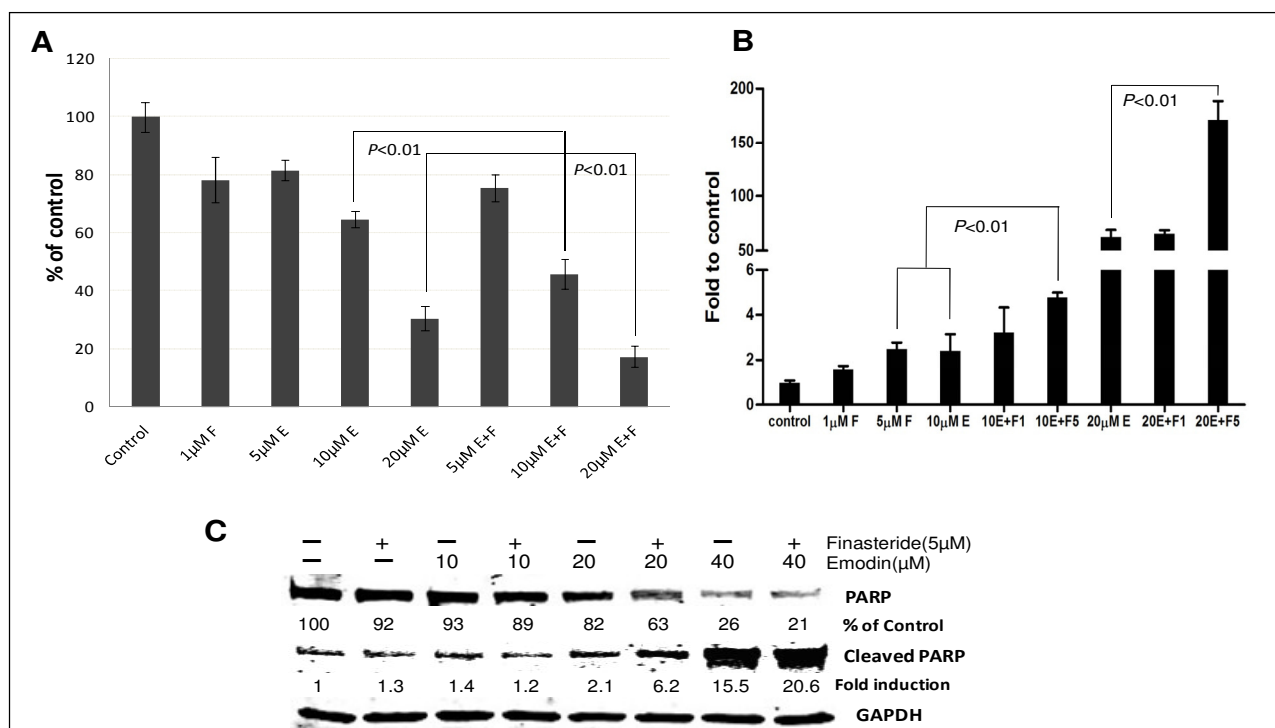 A
120
100
80
60
40
20
0
% of control
P<0.01
P<0.01
Control
1µM F
5µM E
10µM E
20µM E
5µM E+F
10µM E+F
20µM E+F
B
200
150
100
50
6
4
2
0
Fold to control
P<0.01
P<0.01
control
1µM F
5µM F
10µM E
10E+F1
10E+F5
20µM E
20E+F1
20E+F5
C
– + – + – + – + Finasteride(5µM)
– – 10 10 20 20 40 40 Emodin(µM)
PARP
100 92 93 89 82 63 26 21 % of Control
Cleaved PARP
1 1.3 1.4 1.2 2.1 6.2 15.5 20.6 Fold induction
GAPDH